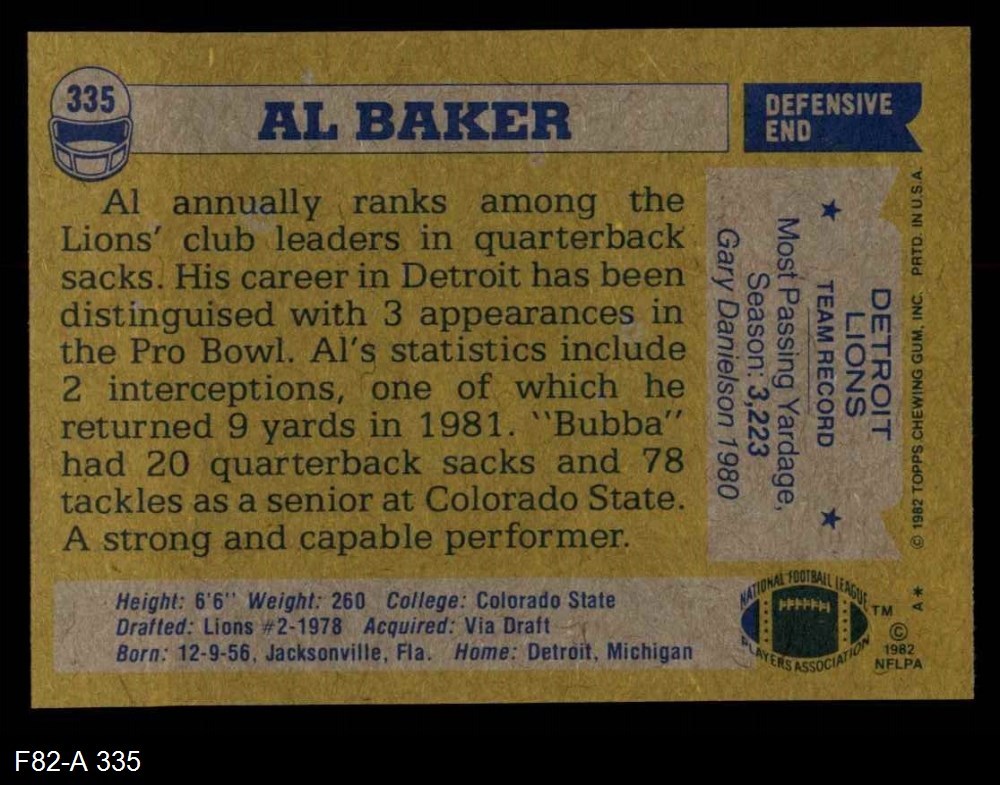 335
AL BAKER
DEFENSIVE
END
Al annually ranks among the
Lions' club leaders in quarterback
sacks. His career in Detroit has been
distinguised with 3 appearances in
the Pro Bowl. Al's statistics include
2 interceptions, one of which he
returned 9 yards in 1981. "Bubba"
had 20 quarterback sacks and 78
tackles as a senior at Colorado State.
A strong and capable performer.
DETROIT
LIONS
★ TEAM RECORD ★
Most Passing Yardage,
Season: 3,223
Gary Danielson 1980
© 1982 TOPPS CHEWING GUM, INC. PRTD. IN U.S.A.
Height: 6'6" Weight: 260 College: Colorado State
Drafted: Lions #2-1978 Acquired: Via Draft
Born: 12-9-56, Jacksonville, Fla. Home: Detroit, Michigan
NATIONAL FOOTBALL LEAGUE
PLAYERS ASSOCIATION
TM
A*
©
1982
NFLPA
F82-A 335